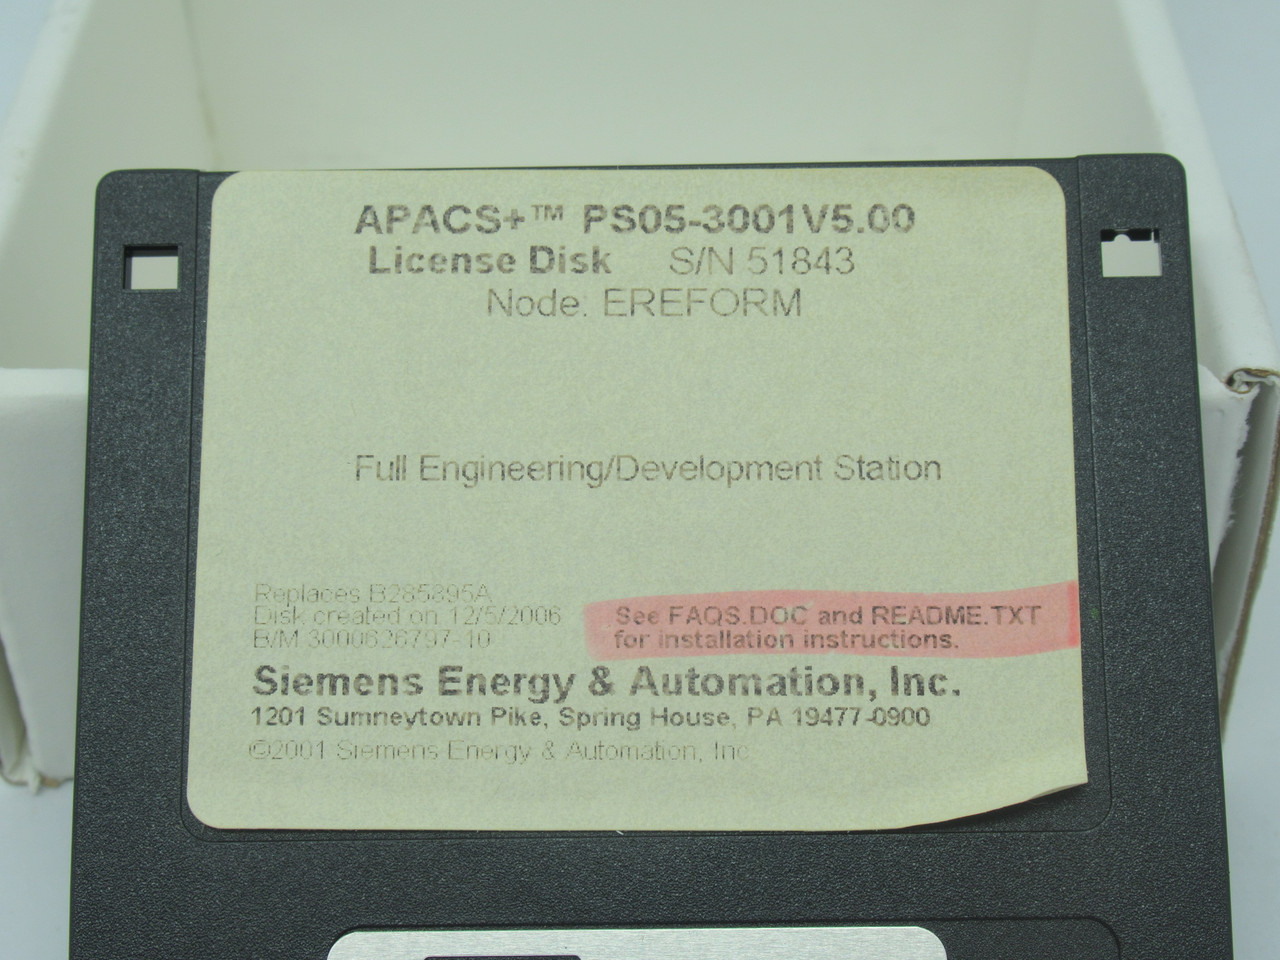 APACS+™ PS05-3001V5.00
License Disk S/N 51843
Node. EREFORM
Full Engineering/Development Station
Replaces B285895A
Disk created on 12/5/2006
B/M 3000626797-10
See FAQS.DOC and README.TXT
for installation instructions.
Siemens Energy & Automation, Inc.
1201 Sumneytown Pike, Spring House, PA 19477-0900
©2001 Siemens Energy & Automation, Inc